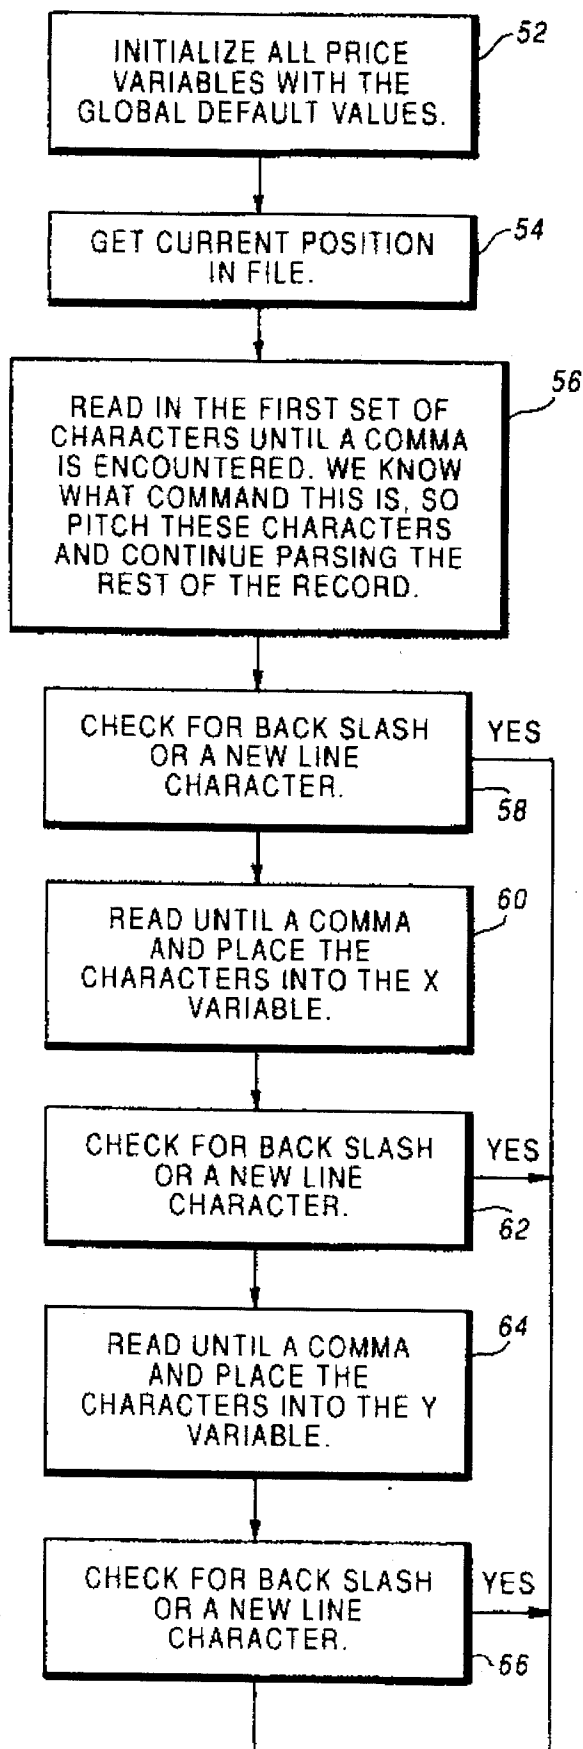 INITIALIZE ALL PRICE
VARIABLES WITH THE
GLOBAL DEFAULT VALUES.
52
GET CURRENT POSITION
IN FILE.
54
READ IN THE FIRST SET OF
CHARACTERS UNTIL A COMMA
IS ENCOUNTERED. WE KNOW
WHAT COMMAND THIS IS, SO
PITCH THESE CHARACTERS
AND CONTINUE PARSING THE
REST OF THE RECORD.
56
CHECK FOR BACK SLASH
OR A NEW LINE
CHARACTER.
YES
58
READ UNTIL A COMMA
AND PLACE THE
CHARACTERS INTO THE X
VARIABLE.
60
CHECK FOR BACK SLASH
OR A NEW LINE
CHARACTER.
YES
62
READ UNTIL A COMMA
AND PLACE THE
CHARACTERS INTO THE Y
VARIABLE.
64
CHECK FOR BACK SLASH
OR A NEW LINE
CHARACTER.
YES
66